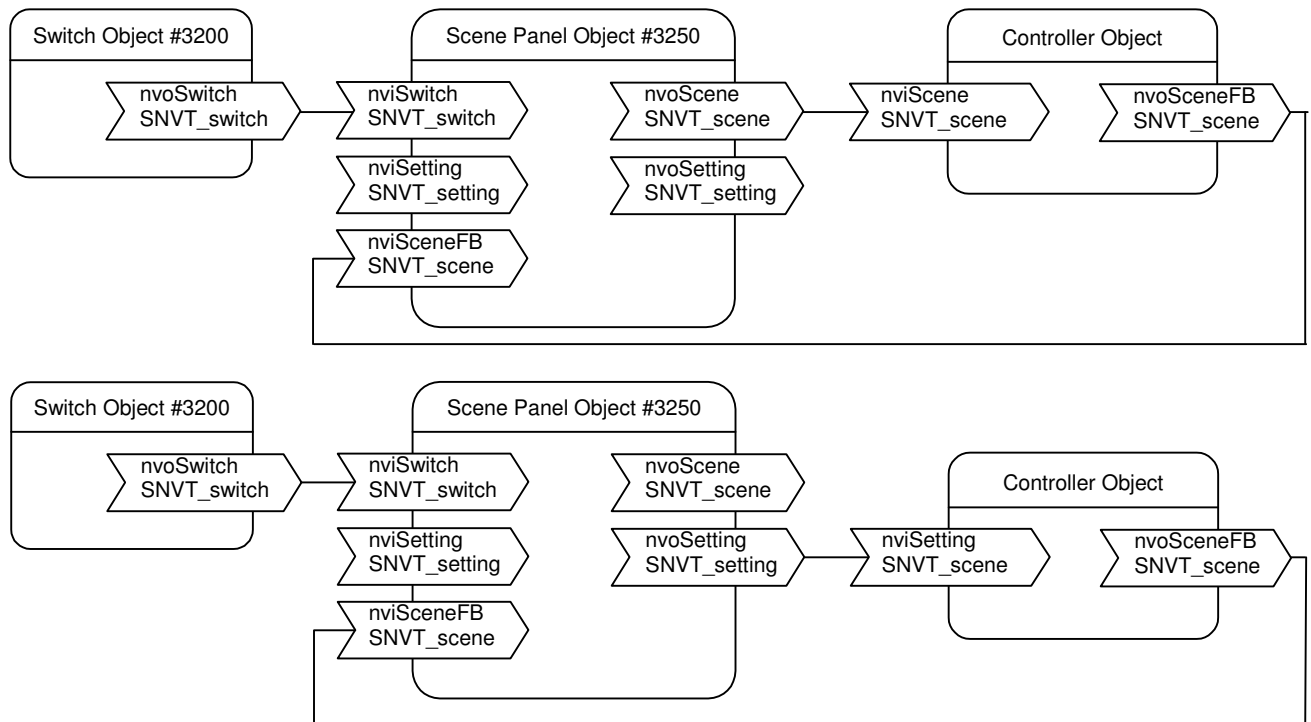 Switch Object #3200
nvoSwitch
SNVT_switch
Scene Panel Object #3250
nviSwitch
SNVT_switch
nviSetting
SNVT_setting
nviSceneFB
SNVT_scene
nvoScene
SNVT_scene
nvoSetting
SNVT_setting
Controller Object
nviScene
SNVT_scene
nvoSceneFB
SNVT_scene
Switch Object #3200
nvoSwitch
SNVT_switch
Scene Panel Object #3250
nviSwitch
SNVT_switch
nviSetting
SNVT_setting
nviSceneFB
SNVT_scene
nvoScene
SNVT_scene
nvoSetting
SNVT_setting
Controller Object
nviSetting
SNVT_scene
nvoSceneFB
SNVT_scene